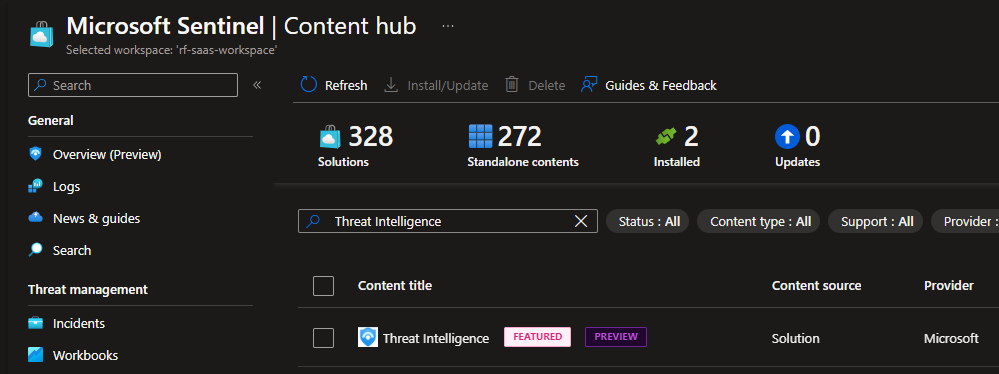 Microsoft Sentinel | Content hub ...
Selected workspace: 'rf-saas-workspace'
Search «
General
Overview (Preview)
Logs
News & guides
Search
Threat management
Incidents
Workbooks
Refresh Install/Update Delete Guides & Feedback
328 272 2 0
Solutions Standalone contents Installed Updates
Threat Intelligence Status : All Content type : All Support : All Provider :
Content title Content source Provider
Threat Intelligence FEATURED PREVIEW Solution Microsoft